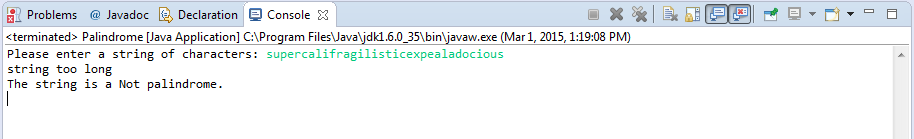 Problems @ Javadoc Declaration Console
<terminated> Palindrome [Java Application] C:\Program Files\Java\jdk1.6.0_35\bin\javaw.exe (Mar 1, 2015, 1:19:08 PM)
Please enter a string of characters: supercalifragilisticexpealadocious
string too long
The string is a Not palindrome.